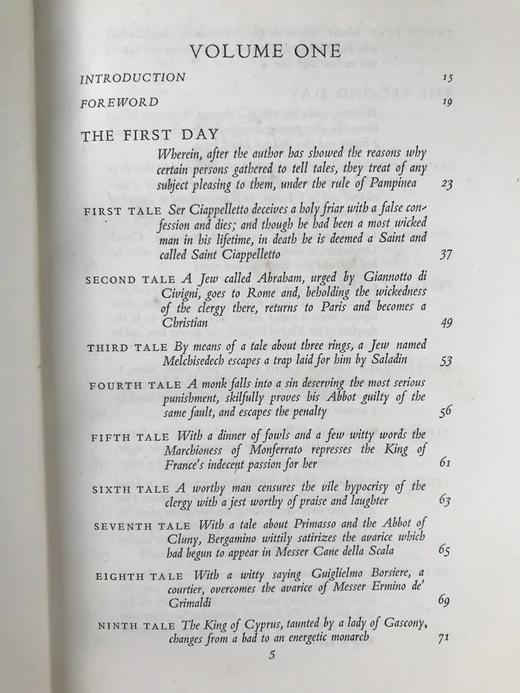 VOLUME ONE
INTRODUCTION 15
FOREWORD 19
THE FIRST DAY
Wherein, after the author has showed the reasons why
certain persons gathered to tell tales, they treat of any
subject pleasing to them, under the rule of Pampinea 23
FIRST TALE Ser Ciappelletto deceives a holy friar with a false con-
fession and dies; and though he had been a most wicked
man in his lifetime, in death he is deemed a Saint and
called Saint Ciappelletto 37
SECOND TALE A Jew called Abraham, urged by Giannotto di
Civigni, goes to Rome and, beholding the wickedness
of the clergy there, returns to Paris and becomes a
Christian 49
THIRD TALE By means of a tale about three rings, a Jew named
Melchisedech escapes a trap laid for him by Saladin 53
FOURTH TALE A monk falls into a sin deserving the most serious
punishment, skilfully proves his Abbot guilty of the
same fault, and escapes the penalty 56
FIFTH TALE With a dinner of fowls and a few witty words the
Marchioness of Monferrato represses the King of
France's indecent passion for her 61
SIXTH TALE A worthy man censures the vile hypocrisy of the
clergy with a jest worthy of praise and laughter 63
SEVENTH TALE With a tale about Primasso and the Abbot of
Cluny, Bergamino wittily satirizes the avarice which
had begun to appear in Messer Cane della Scala 65
EIGHTH TALE With a witty saying Guiglielmo Borsiere, a
courtier, overcomes the avarice of Messer Ermino de'
Grimaldi 69
NINTH TALE The King of Cyprus, taunted by a lady of Gascony,
changes from a bad to an energetic monarch 71
5